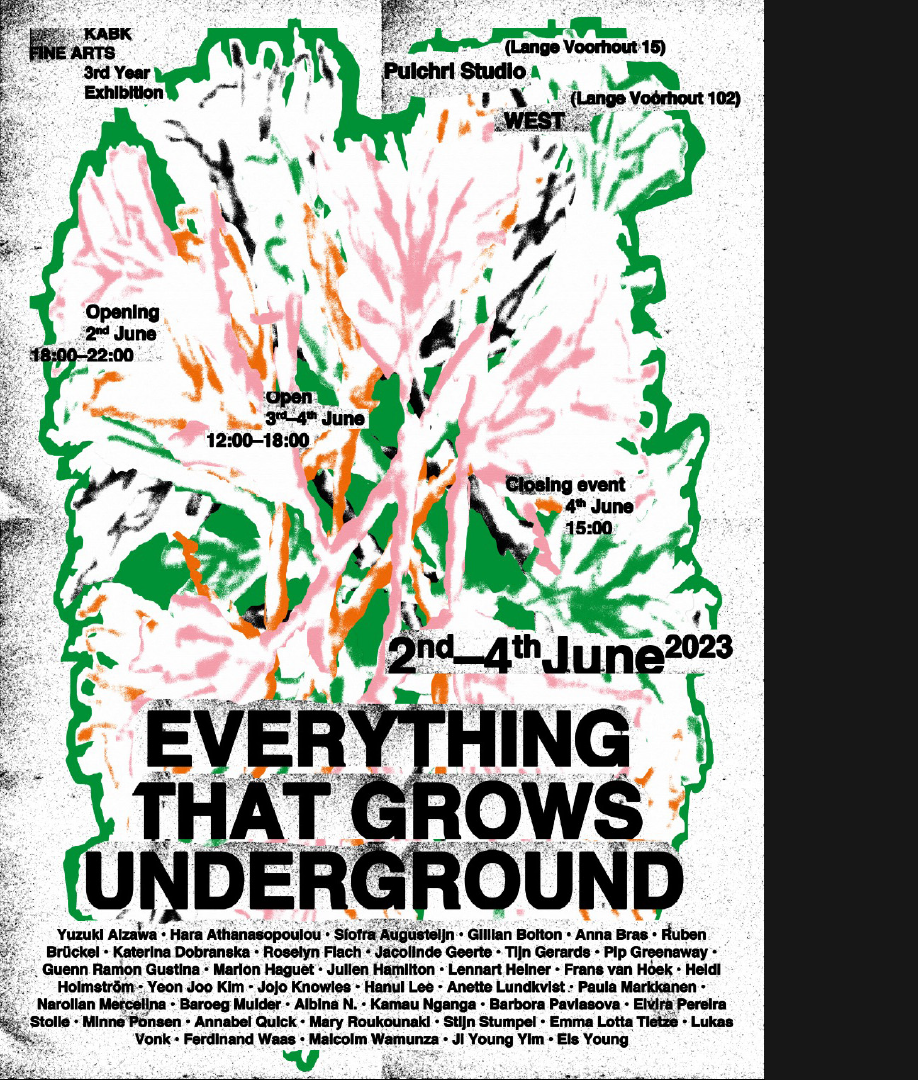 KABK
FINE ARTS
3rd Year
Exhibition
(Lange Voorhout 15)
Pulchri Studio
(Lange Voorhout 102)
WEST
Opening
2nd June
18:00–22:00
Open
3rd–4th June
12:00–18:00
Closing event
4th June
15:00
2nd–4th June 2023
EVERYTHING
THAT GROWS
UNDERGROUND
Yuzuki Aizawa • Hara Athanasopoulou • Síofra Augusteijn • Gillian Bolton • Anna Bras • Ruben
Brückel • Katerina Dobranska • Roselyn Flach • Jacolinde Geerte • Tijn Gerards • Pip Greenaway •
Guenn Ramon Gustina • Marlon Haguet • Julien Hamilton • Lennart Heiner • Frans van Hoek • Heidi
Holmström • Yeon Joo Kim • Jojo Knowles • Hanui Lee • Anette Lundkvist • Paula Markkanen •
Narolian Mercelina • Baroeg Mulder • Albina N. • Kamau Nganga • Barbora Pavlasova • Elvira Pereira
Stolle • Minne Ponsen • Annabel Quick • Mary Roukounaki • Stijn Stumpel • Emma Lotta Tietze • Lukas
Vonk • Ferdinand Waas • Malcolm Wamunza • Ji Young Yim • Els Young